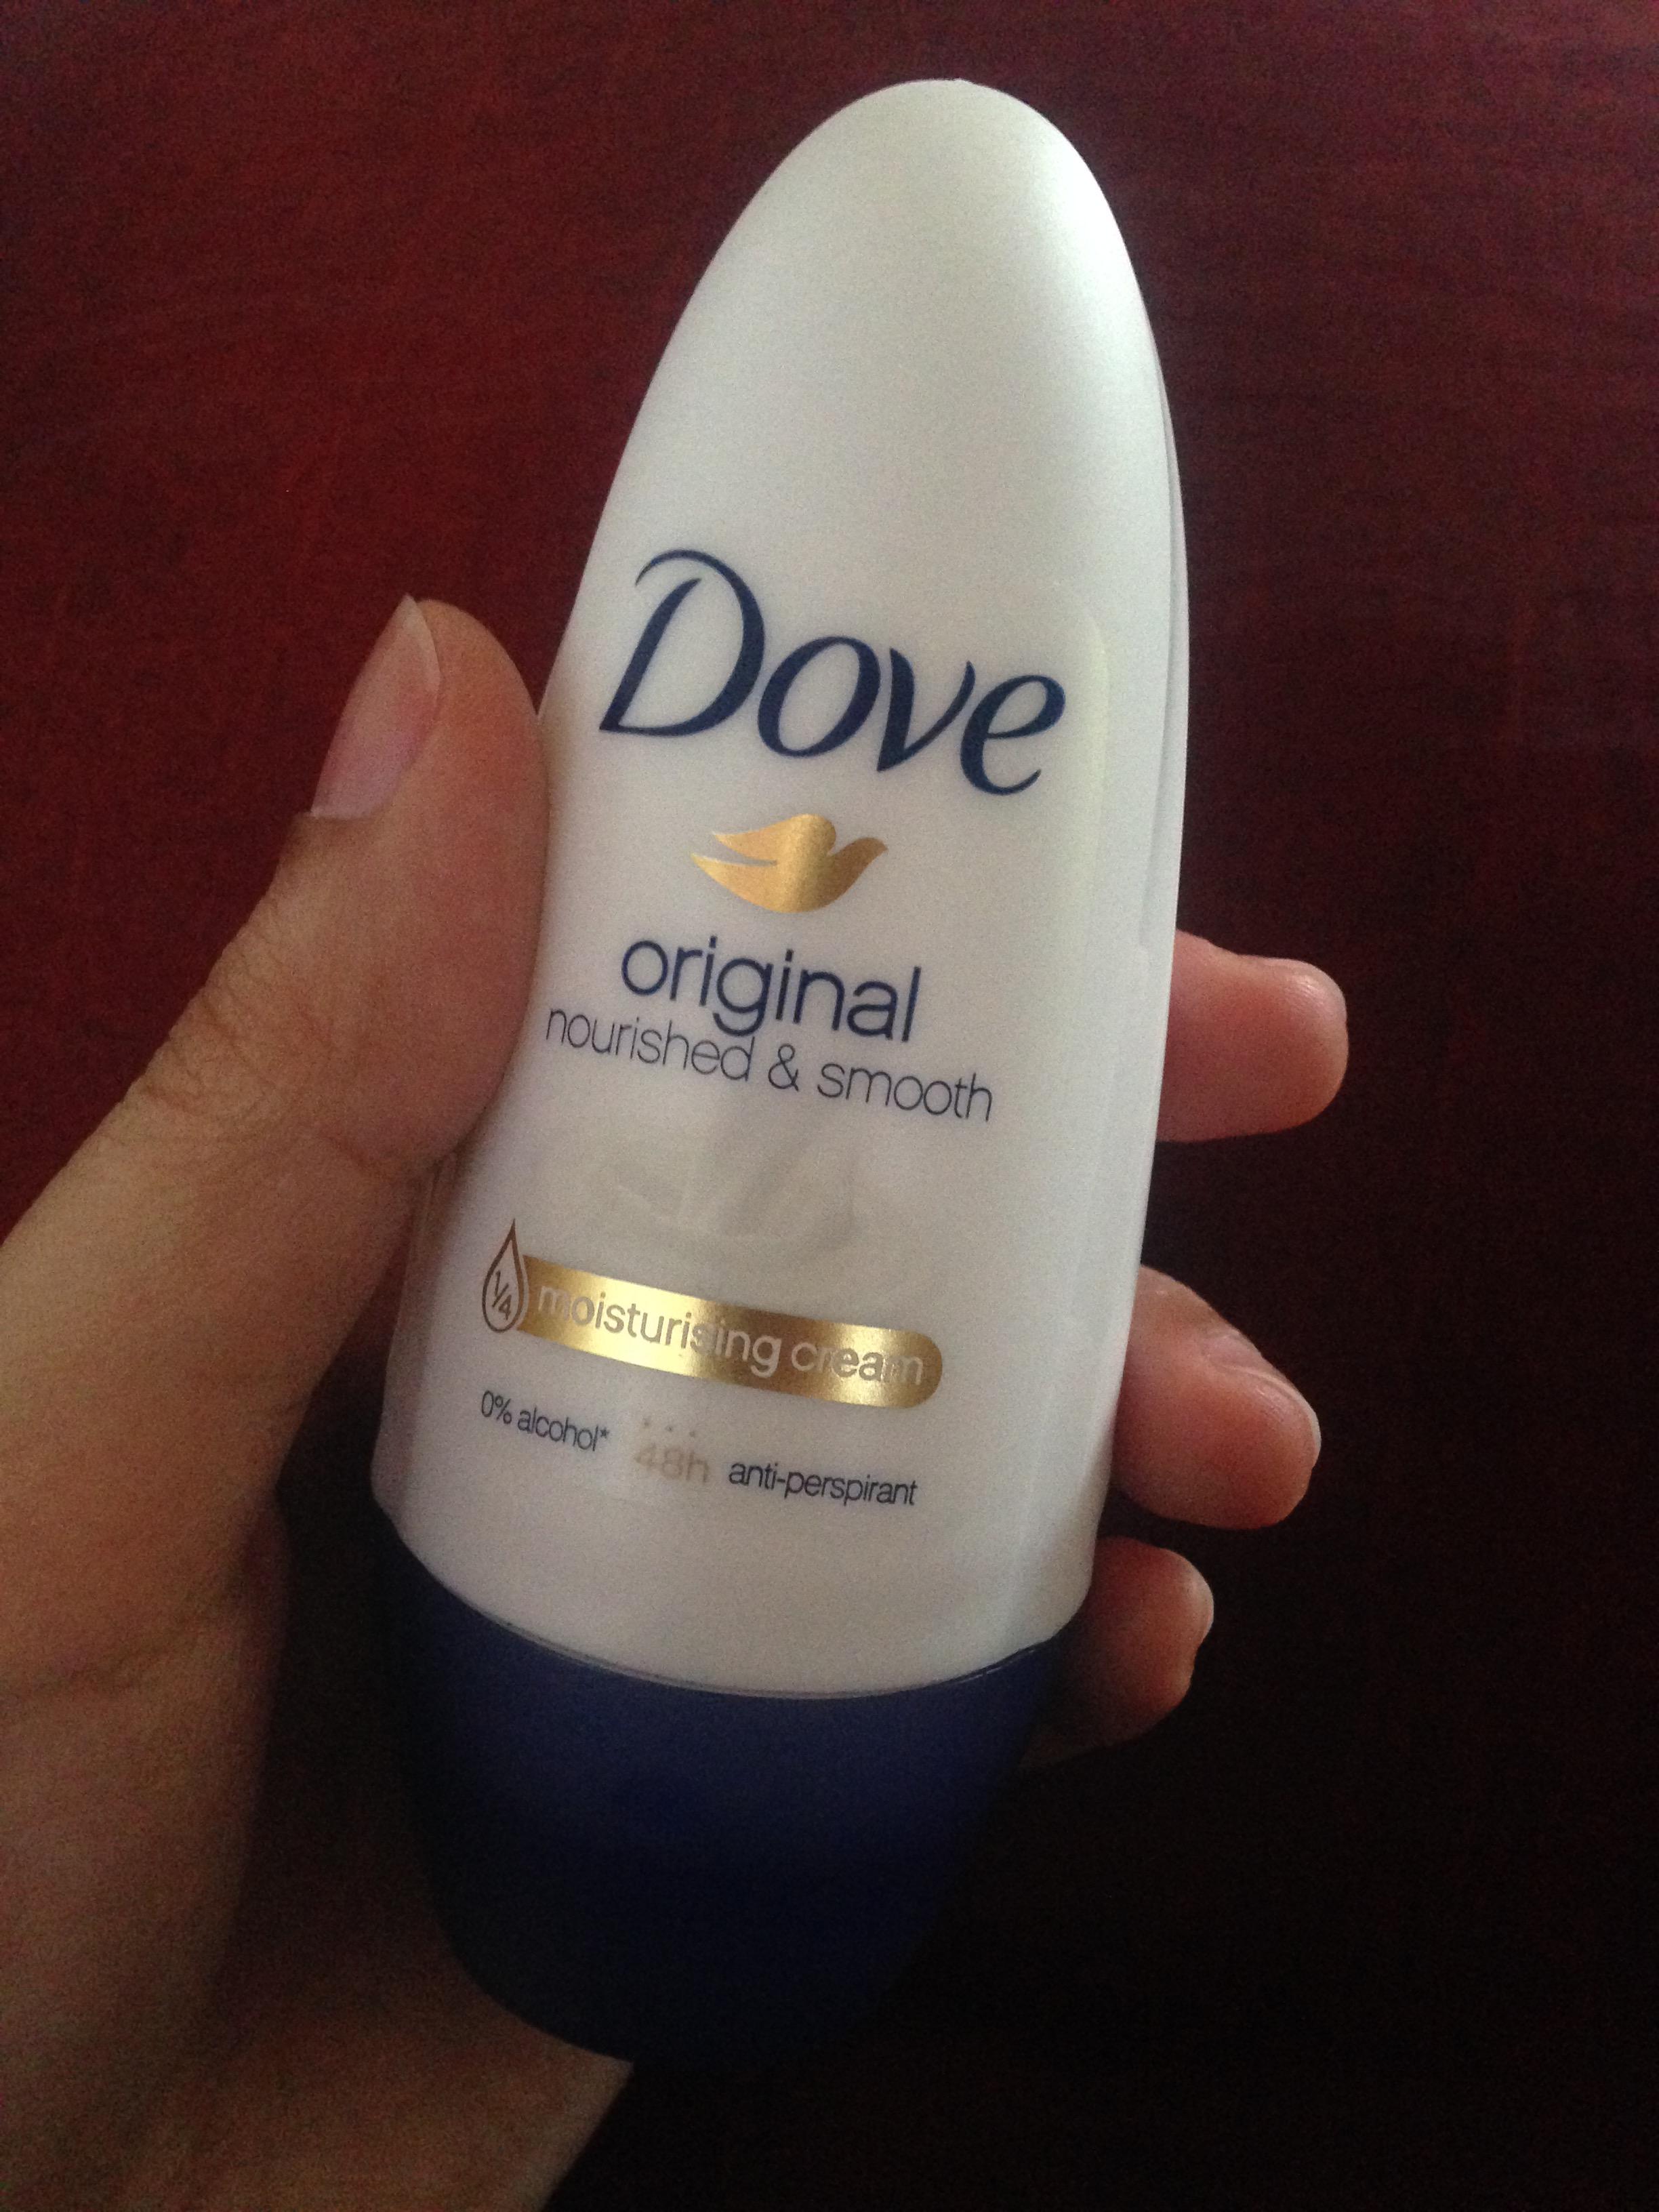 Dove
original
nourished & smooth
1/4 moisturising cream
0% alcohol* 48h anti-perspirant